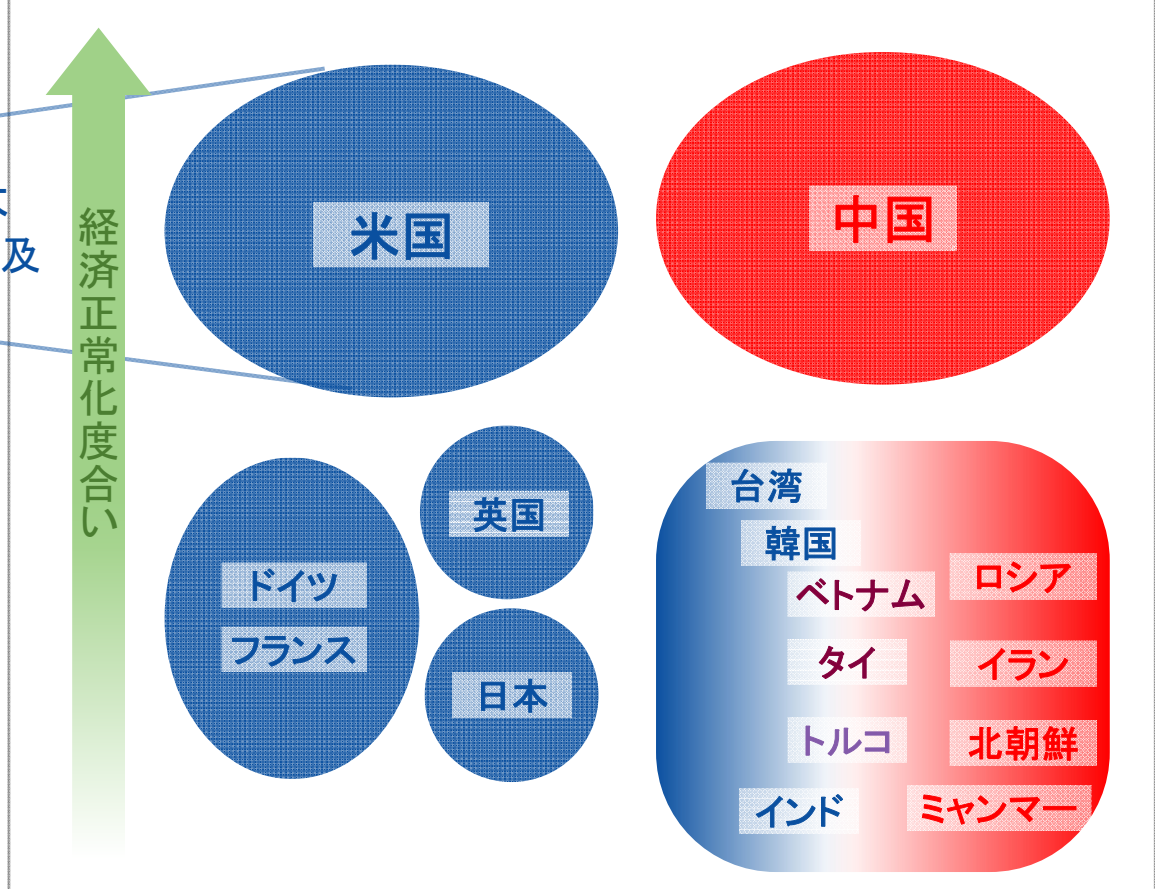 及
経済正常化度合い
米国
中国
英国
ドイツ
フランス
日本
台湾
韓国
ベトナム
ロシア
タイ
イラン
トルコ
北朝鮮
インド
ミャンマー